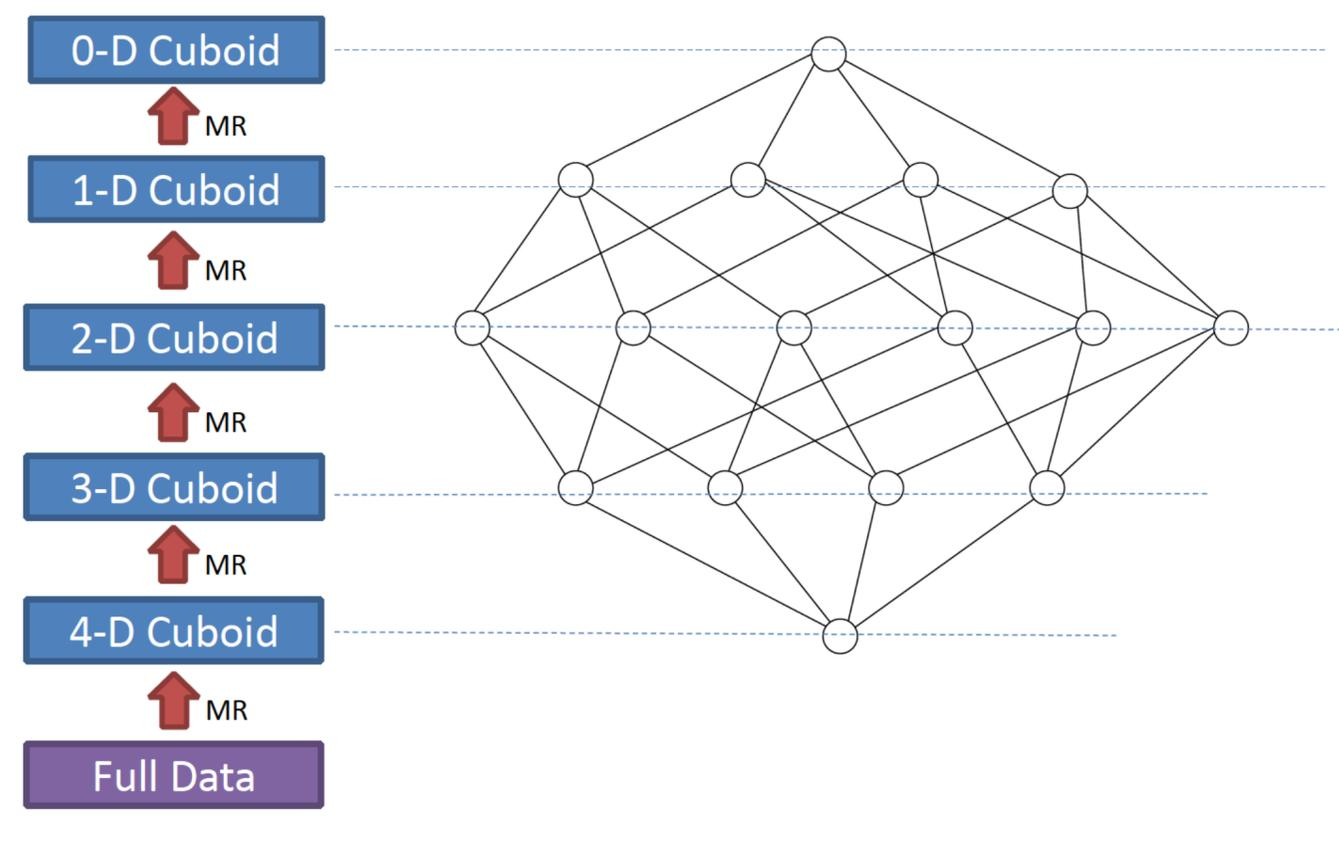 0-D Cuboid
MR
1-D Cuboid
MR
2-D Cuboid
MR
3-D Cuboid
MR
4-D Cuboid
MR
Full Data